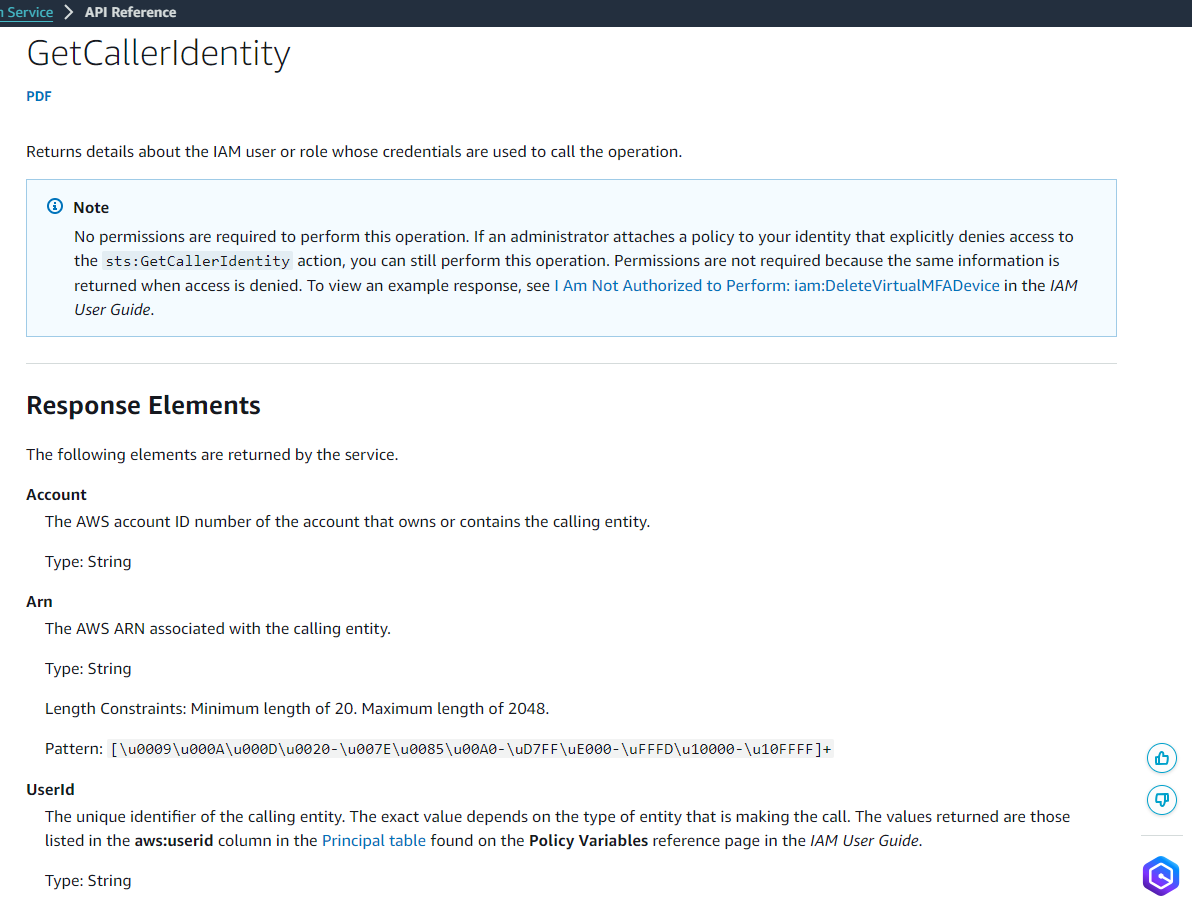 Service > API Reference
GetCallerIdentity
PDF
Returns details about the IAM user or role whose credentials are used to call the operation.
Note
No permissions are required to perform this operation. If an administrator attaches a policy to your identity that explicitly denies access to
the sts:GetCallerIdentity action, you can still perform this operation. Permissions are not required because the same information is
returned when access is denied. To view an example response, see I Am Not Authorized to Perform: iam:DeleteVirtualMFADevice in the IAM
User Guide.
Response Elements
The following elements are returned by the service.
Account
The AWS account ID number of the account that owns or contains the calling entity.
Type: String
Arn
The AWS ARN associated with the calling entity.
Type: String
Length Constraints: Minimum length of 20. Maximum length of 2048.
Pattern: [\u0009\u000A\u000D\u0020-\u007E\u0085\u00A0-\uD7FF\uE000-\uFFFD\u10000-\u10FFFF]+
UserId
The unique identifier of the calling entity. The exact value depends on the type of entity that is making the call. The values returned are those
listed in the aws:userid column in the Principal table found on the Policy Variables reference page in the IAM User Guide.
Type: String